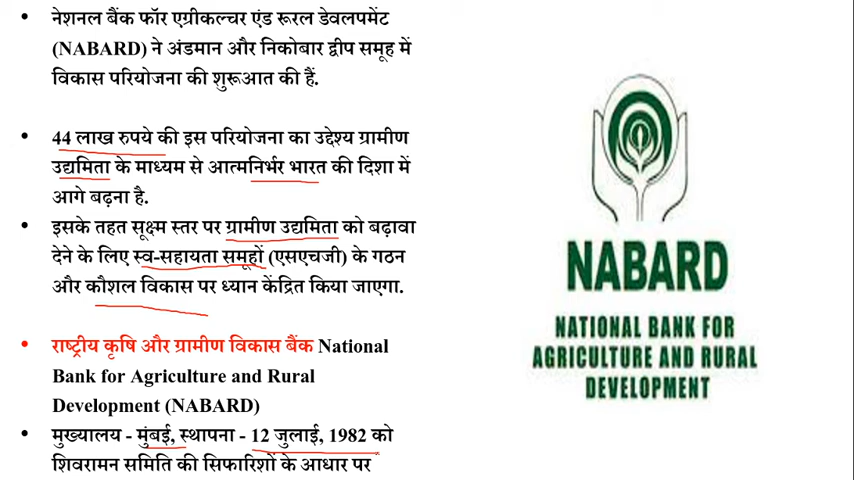 • नेशनल बैंक फॉर एग्रीकल्चर एंड रूरल डेवलपमेंट
(NABARD) ने अंडमान और निकोबार द्वीप समूह में
विकास परियोजना की शुरूआत की हैं.
• 44 लाख रुपये की इस परियोजना का उद्देश्य ग्रामीण
उद्यमिता के माध्यम से आत्मनिर्भर भारत की दिशा में
आगे बढ़ना है.
• इसके तहत सूक्ष्म स्तर पर ग्रामीण उद्यमिता को बढ़ावा
देने के लिए स्व-सहायता समूहों (एसएचजी) के गठन
और कौशल विकास पर ध्यान केंद्रित किया जाएगा.
• राष्ट्रीय कृषि और ग्रामीण विकास बैंक National
Bank for Agriculture and Rural
Development (NABARD)
• मुख्यालय - मुंबई, स्थापना - 12 जुलाई, 1982 को
शिवरामन समिति की सिफारिशों के आधार पर
NABARD
NATIONAL BANK FOR
AGRICULTURE AND RURAL
DEVELOPMENT